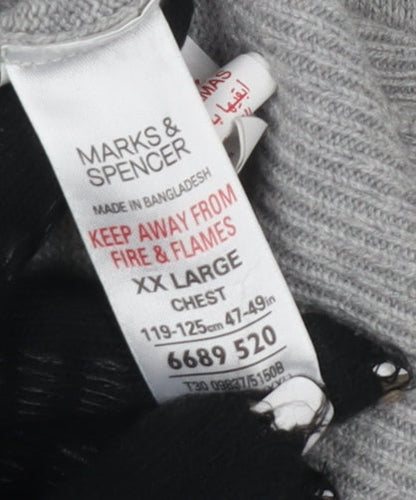 MARKS &
SPENCER
MADE IN BANGLADESH
KEEP AWAY FROM
FIRE & FLAMES
XX LARGE
CHEST
119-125cm 47-49in
6689 520
T30 09837/5150B